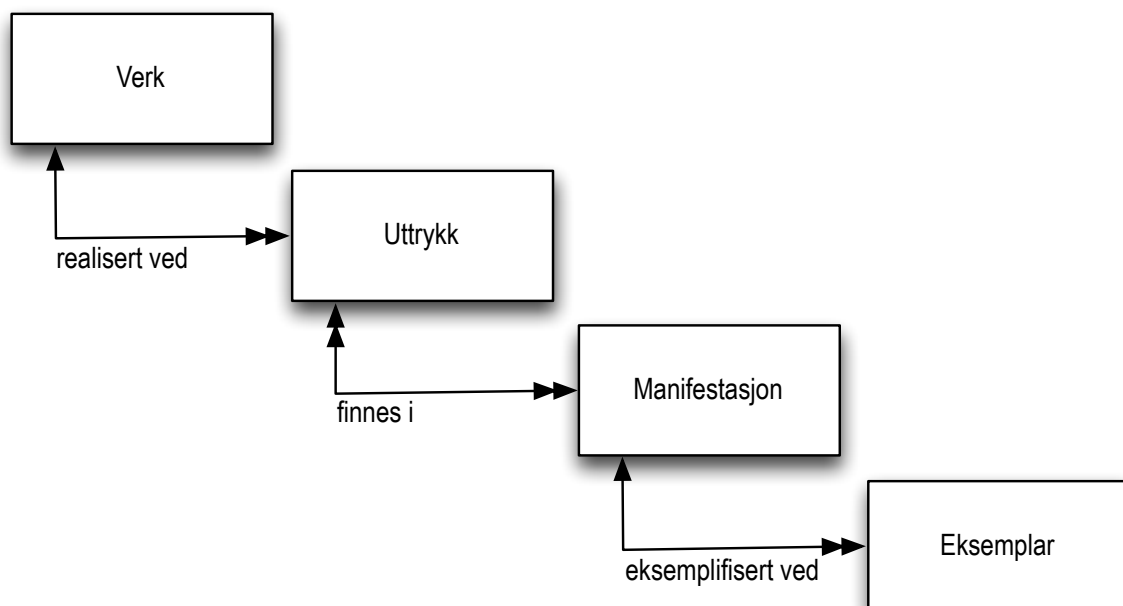 Verk
realisert ved
Uttrykk
finnes i
Manifestasjon
eksemplifisert ved
Eksemplar